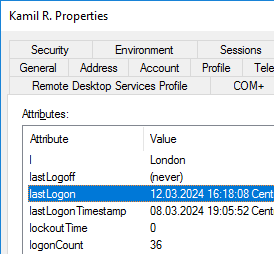 Kamil R. Properties
Security Environment Sessions
General Address Account Profile Tele
Remote Desktop Services Profile COM+
Attributes:
Attribute Value
l London
lastLogoff (never)
lastLogon 12.03.2024 16:18:08 Cent
lastLogonTimestamp 08.03.2024 19:05:52 Cent
lockoutTime 0
logonCount 36